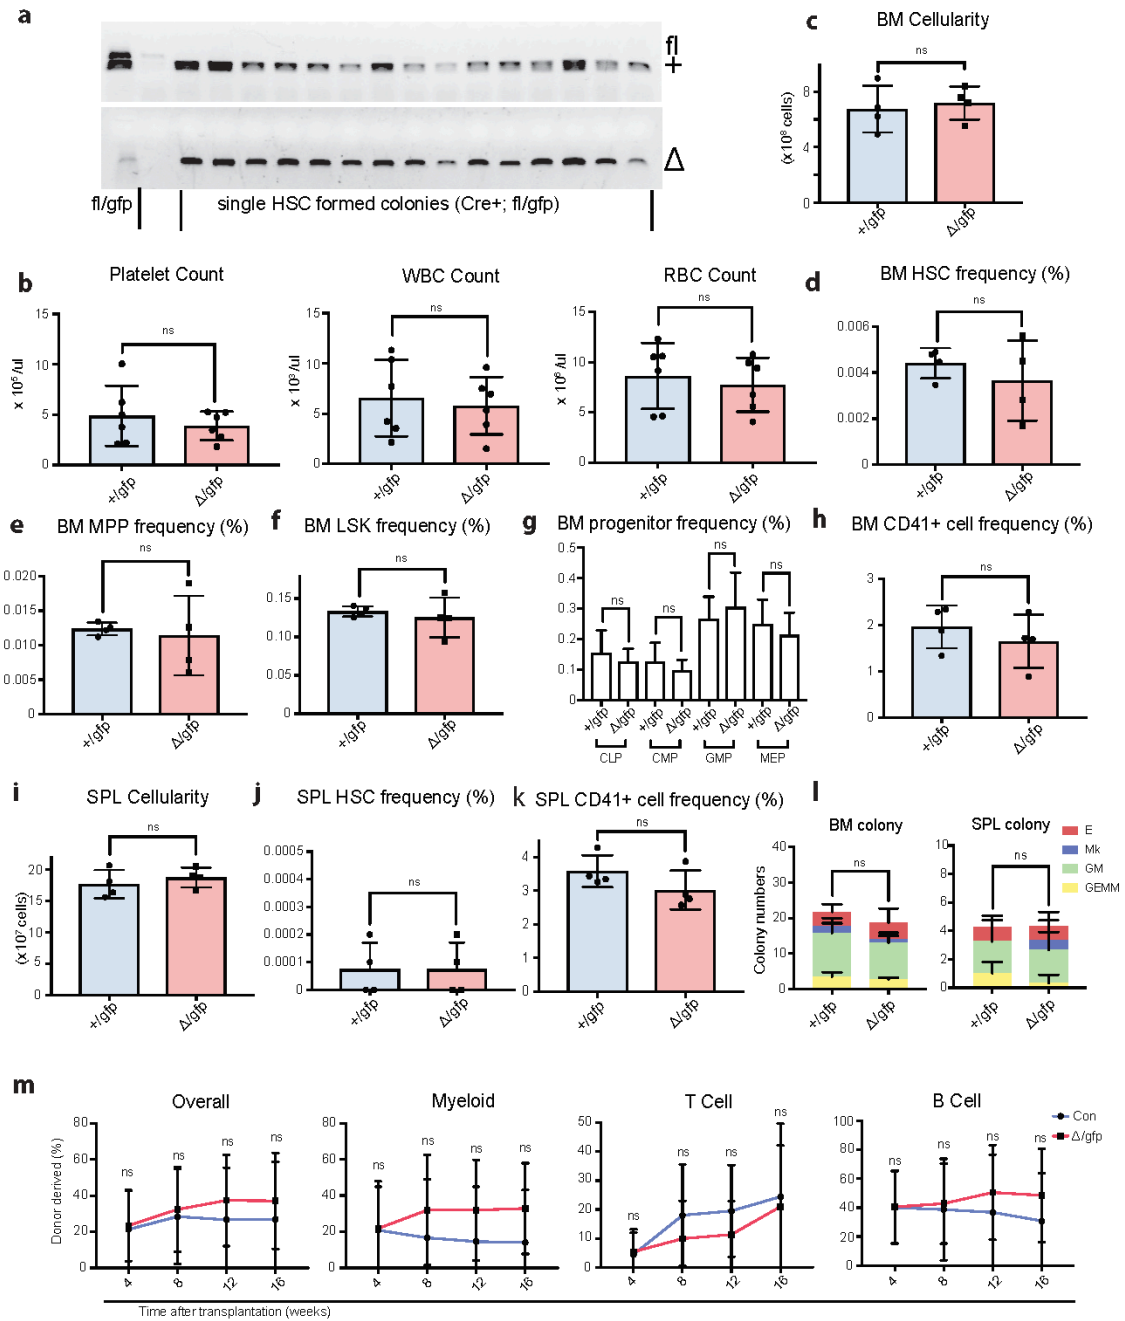 a
fl
+
Δ
fl/gfp
single HSC formed colonies (Cre+; fl/gfp)
c
BM Cellularity
ns
(x10⁸ cells)
8
4
0
+/gfp
Δ/gfp
b
Platelet Count
ns
x 10⁵ /ul
15
10
5
0
+/gfp
Δ/gfp
WBC Count
ns
x 10³ /ul
15
10
5
0
+/gfp
Δ/gfp
RBC Count
ns
x 10⁶ /ul
15
10
5
0
+/gfp
Δ/gfp
d
BM HSC frequency (%)
ns
0.006
0.004
0.002
0
+/gfp
Δ/gfp
e
BM MPP frequency (%)
ns
0.020
0.015
0.010
0.005
0
+/gfp
Δ/gfp
f
BM LSK frequency (%)
ns
0.15
0.10
0.05
0
+/gfp
Δ/gfp
g
BM progenitor frequency (%)
0.5
0.4
0.3
0.2
0.1
0
ns
ns
ns
ns
+/gfp
Δ/gfp
+/gfp
Δ/gfp
+/gfp
Δ/gfp
+/gfp
Δ/gfp
CLP
CMP
GMP
MEP
h
BM CD41+ cell frequency (%)
ns
3
2
1
0
+/gfp
Δ/gfp
i
SPL Cellularity
ns
(x10⁷ cells)
20
15
10
5
0
+/gfp
Δ/gfp
j
SPL HSC frequency (%)
ns
0.0005
0.0004
0.0003
0.0002
0.0001
0
+/gfp
Δ/gfp
k
SPL CD41+ cell frequency (%)
ns
4
3
2
1
0
+/gfp
Δ/gfp
l
BM colony
ns
Colony numbers
40
30
20
10
0
+/gfp
Δ/gfp
SPL colony
ns
10
8
6
4
2
0
+/gfp
Δ/gfp
E
Mk
GM
GEMM
m
Overall
Donor derived (%)
80
60
40
20
0
ns
ns
ns
ns
4
8
12
16
Myeloid
80
60
40
20
0
ns
ns
ns
ns
4
8
12
16
T Cell
50
40
30
20
10
0
ns
ns
ns
ns
4
8
12
16
B Cell
100
80
60
40
20
0
ns
ns
ns
ns
4
8
12
16
Con
Δ/gfp
Time after transplantation (weeks)